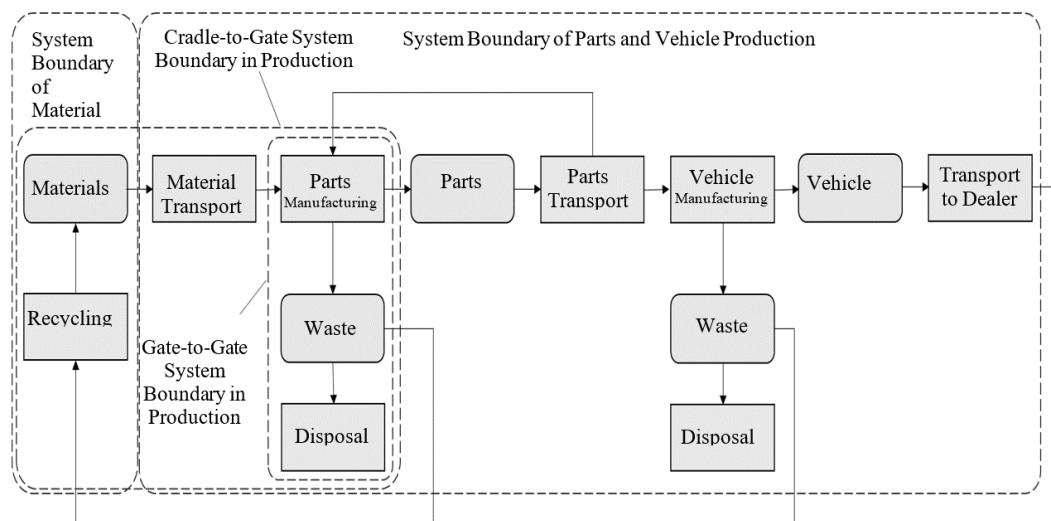 System
Boundary
of
Material
Cradle-to-Gate System
Boundary in Production
System Boundary of Parts and Vehicle Production
Materials
Material
Transport
Parts
Manufacturing
Parts
Parts
Transport
Vehicle
Manufacturing
Vehicle
Transport
to Dealer
Recycling
Waste
Waste
Gate-to-Gate
System
Boundary in
Production
Disposal
Disposal